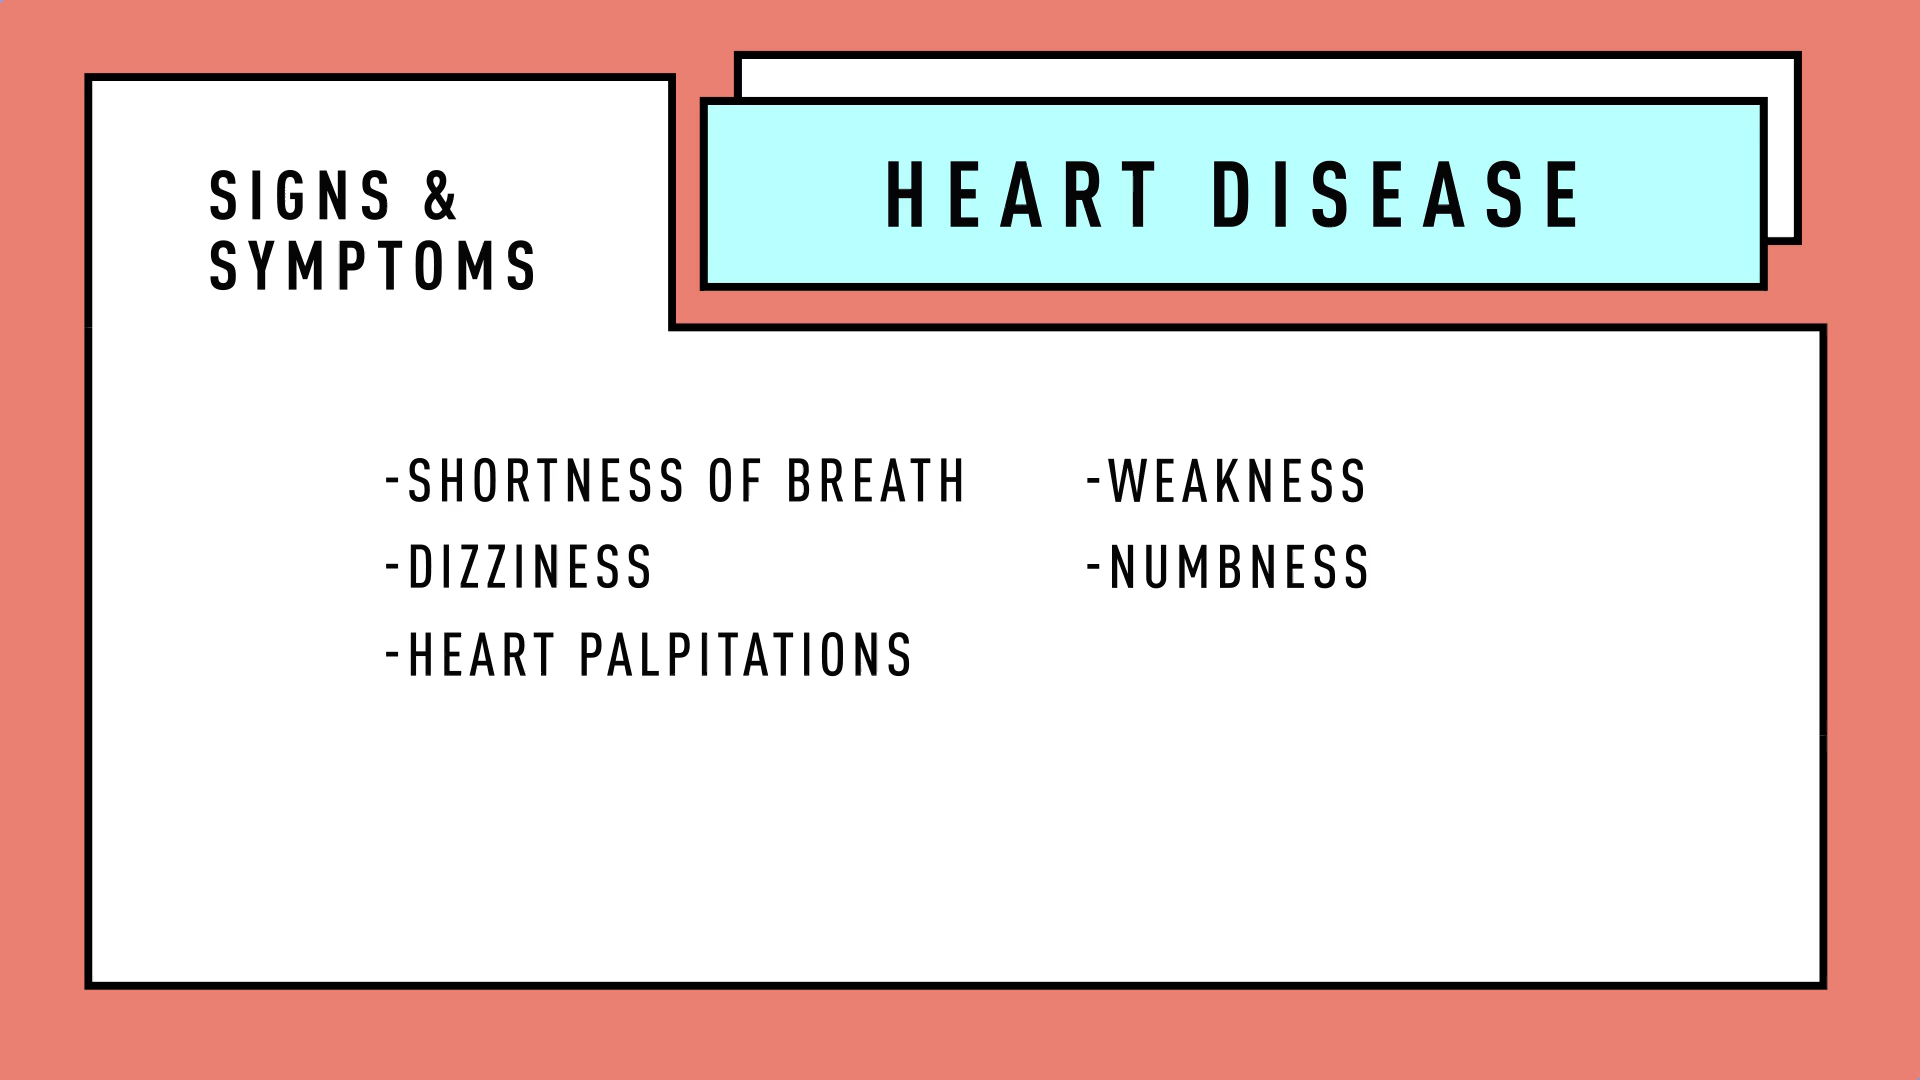 SIGNS &
SYMPTOMS
HEART DISEASE
-SHORTNESS OF BREATH
-DIZZINESS
-HEART PALPITATIONS
-WEAKNESS
-NUMBNESS